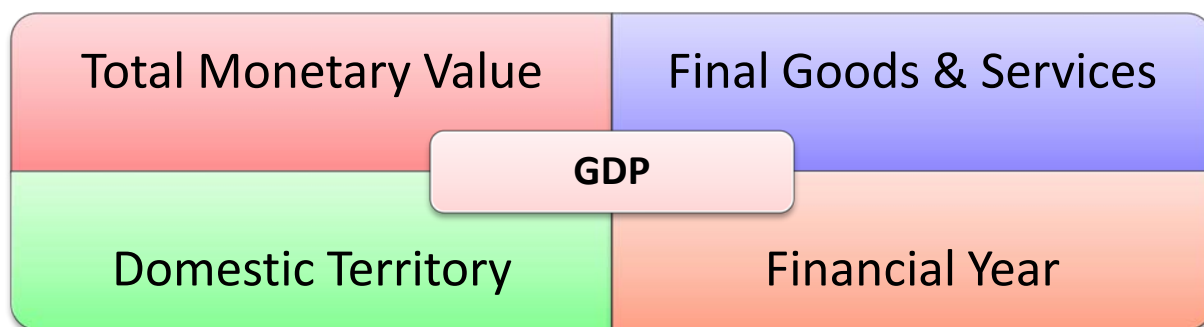 Total Monetary Value
Final Goods & Services
GDP
Domestic Territory
Financial Year